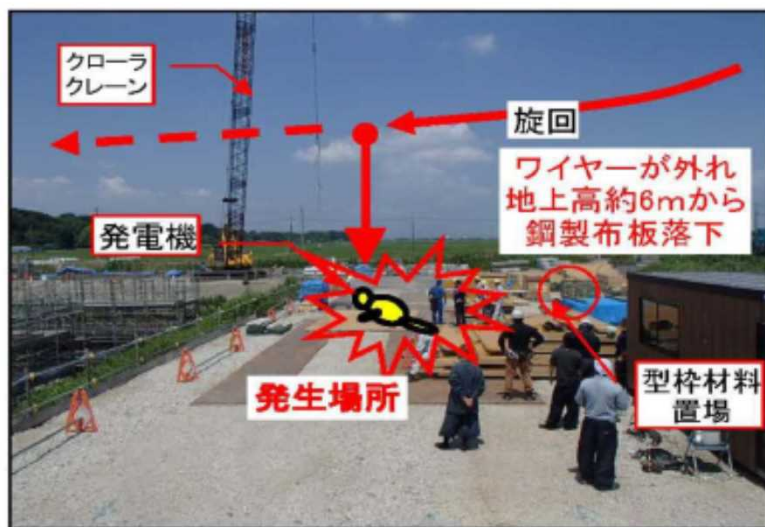 クローラ
クレーン
旋回
ワイヤーが外れ
地上高約6mから
鋼製布板落下
発電機
発生場所
型枠材料
置場